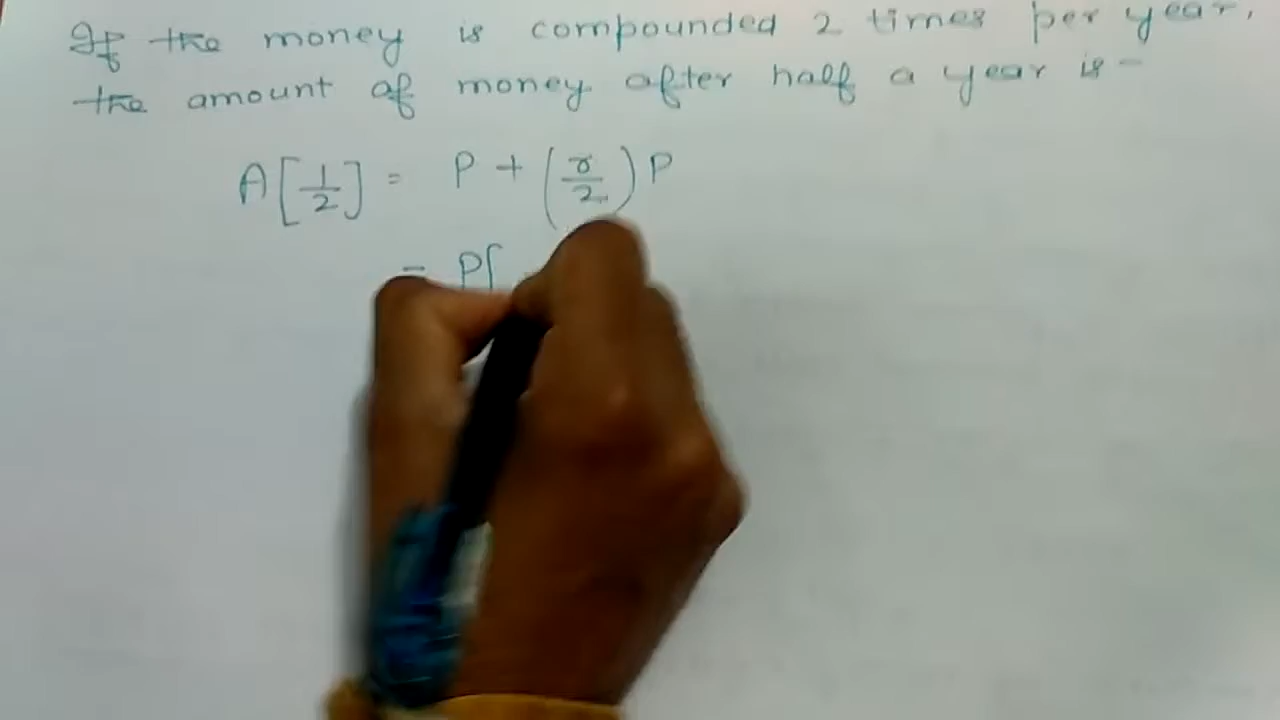 If the money is compounded 2 times per year,
the amount of money after half a year is -
A[1/2] = P + (r/2) P
= P[